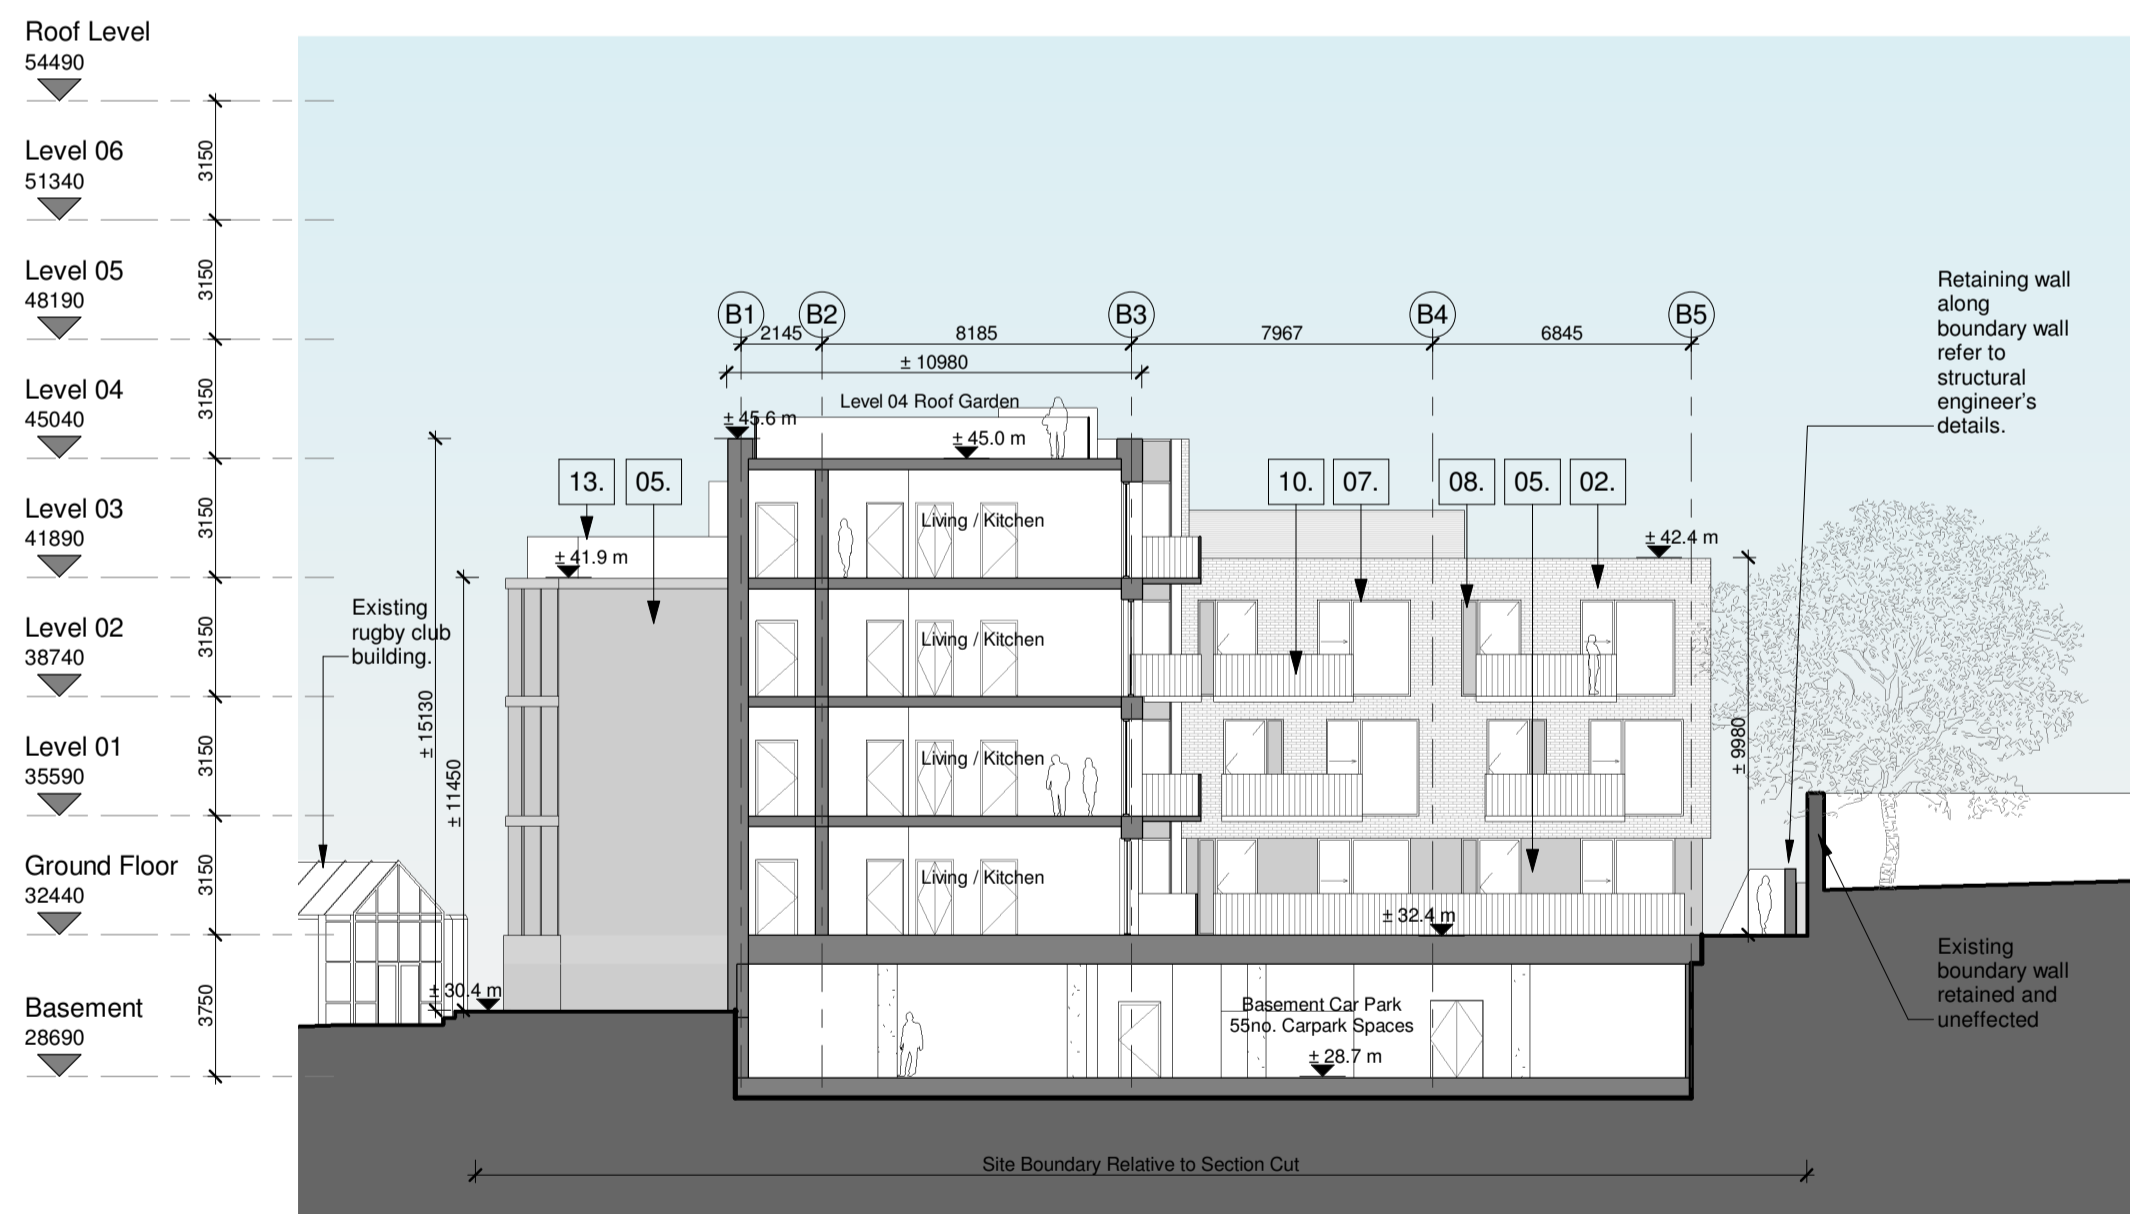 Roof Level
54490
Level 06
51340
Level 05
48190
Level 04
45040
Level 03
41890
Level 02
38740
Level 01
35590
Ground Floor
32440
Basement
28690
3150
3150
3150
3150
3150
3150
3150
3150
3750
B1
B2
B3
B4
B5
2145
8185
7967
6845
± 10980
Level 04 Roof Garden
± 45.6 m
± 45.0 m
13.
05.
10.
07.
08.
05.
02.
± 41.9 m
± 42.4 m
Living / Kitchen
Living / Kitchen
Living / Kitchen
Living / Kitchen
Existing
rugby club
building.
± 15130
± 11450
± 9980
± 30.4 m
± 32.4 m
Basement Car Park
55no. Carpark Spaces
± 28.7 m
Retaining wall
along
boundary wall
refer to
structural
engineer's
details.
Existing
boundary wall
retained and
uneffected
Site Boundary Relative to Section Cut